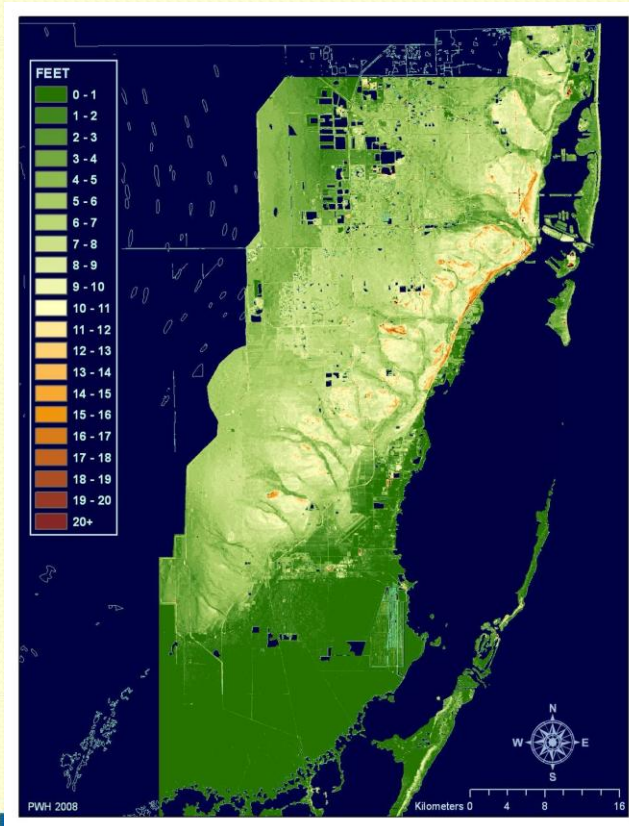 FEET
0 - 1
1 - 2
2 - 3
3 - 4
4 - 5
5 - 6
6 - 7
7 - 8
8 - 9
9 - 10
10 - 11
11 - 12
12 - 13
13 - 14
14 - 15
15 - 16
16 - 17
17 - 18
18 - 19
19 - 20
20+
N
W E
S
PWH 2008
Kilometers 0 4 8 16